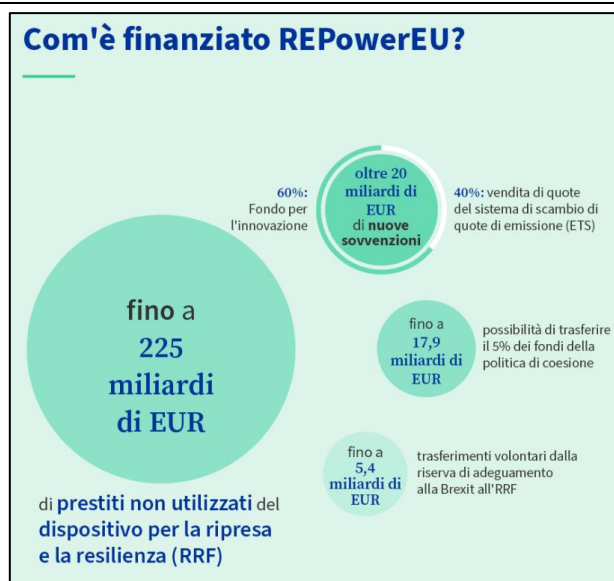 Com'è finanziato REPowerEU?
60%:
Fondo per
l'innovazione
oltre 20
miliardi di
EUR
di nuove
sovvenzioni
40%: vendita di quote
del sistema di scambio di
quote di emissione (ETS)
fino a
225
miliardi
di EUR
di prestiti non utilizzati del
dispositivo per la ripresa
e la resilienza (RRF)
fino a
17,9
miliardi di
EUR
possibilità di trasferire
il 5% dei fondi della
politica di coesione
fino a
5,4
miliardi di
EUR
trasferimenti volontari dalla
riserva di adeguamento
alla Brexit all'RRF